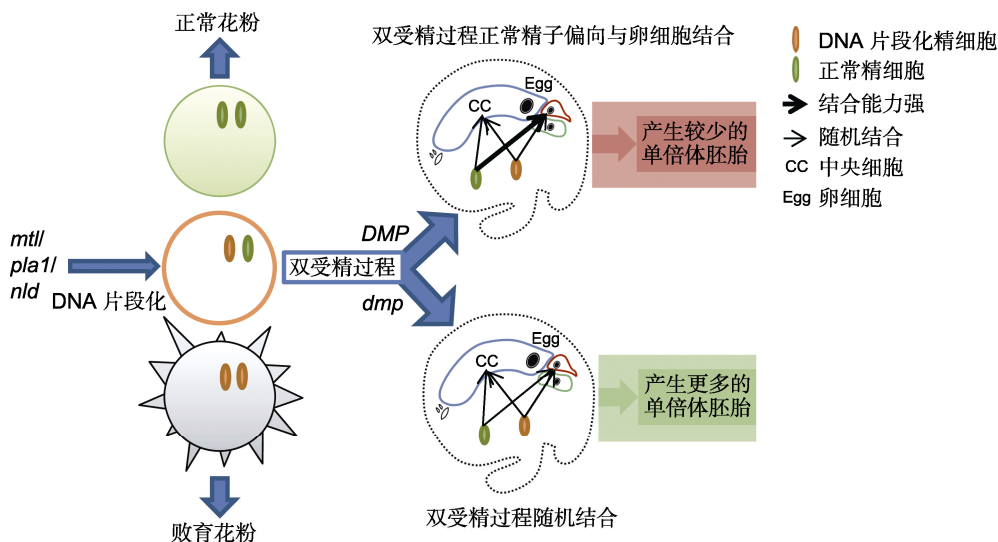 正常花粉
mtl/
pla1/
nld
DNA 片段化
败育花粉
双受精过程
DMP
dmp
双受精过程正常精子偏向与卵细胞结合
Egg
CC
产生较少的
单倍体胚胎
Egg
CC
产生更多的
单倍体胚胎
双受精过程随机结合
DNA 片段化精细胞
正常精细胞
结合能力强
随机结合
CC 中央细胞
Egg 卵细胞